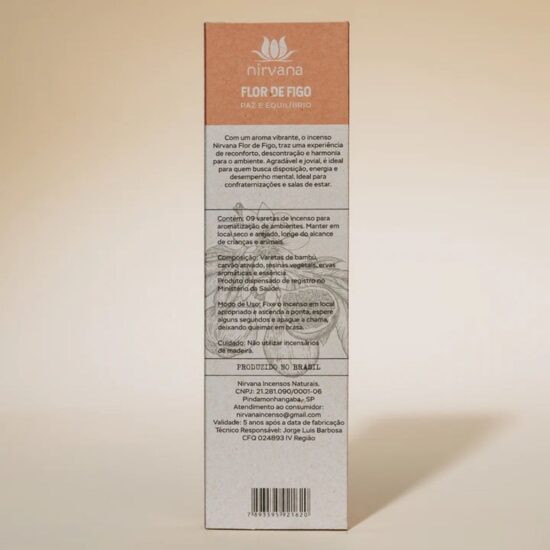 nirvana
FLOR DE FIGO
PAZ E EQUILÍBRIO
Com um aroma vibrante, o incenso
Nirvana Flor de Figo, traz uma experiência
de reconforto, descontração e harmonia
para o ambiente. Agradável e jovial, é ideal
para quem busca disposição, energia e
desempenho mental. Ideal para
confraternizações e salas de estar.
Contém: 09 varetas de incenso para
aromatização de ambientes. Manter em
local seco e arejado, longe do alcance
de crianças e animais.
Composição: Varetas de bambu,
carvão ativado, resinas vegetais, ervas
aromáticas e essência.
Produto dispensado de registro no
Ministério da Saúde.
Modo de Uso: Fixe o incenso em local
apropriado e ascenda a ponta, espere
alguns segundos e apague a chama,
deixando queimar em brasa.
Cuidado: Não utilizar incensários
de madeira.
PRODUZIDO NO BRASIL
Nirvana Incensos Naturais.
CNPJ: 21.281.090/0001-06
Pindamonhangaba, - SP
Atendimento ao consumidor:
nirvanaincenso@gmail.com
Validade: 5 anos após a data de fabricação
Técnico Responsável: Jorge Luis Barbosa
CFQ 024893 IV Região
7 893595 921620